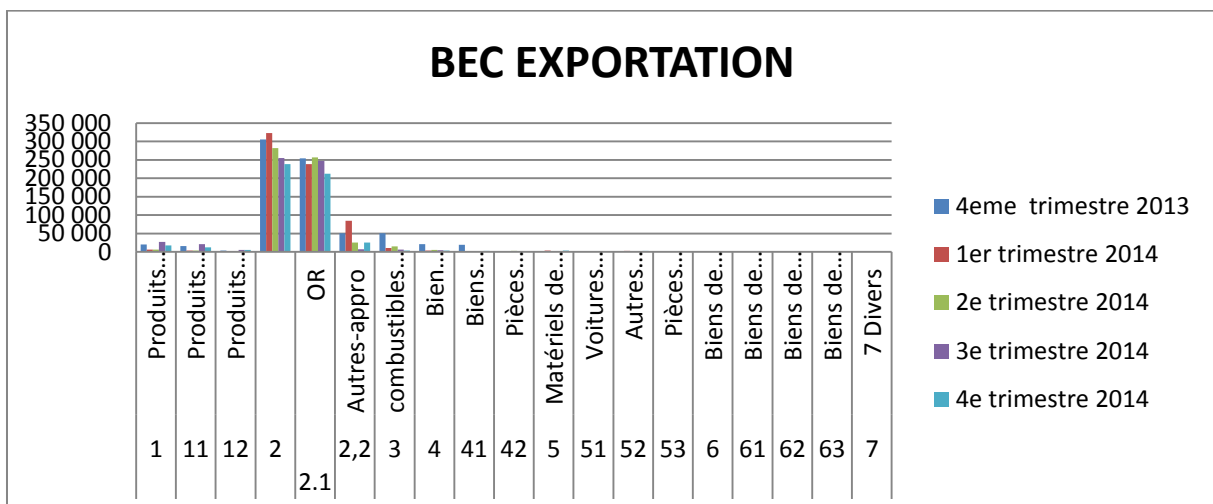 BEC EXPORTATION
350 000
300 000
250 000
200 000
150 000
100 000
50 000
0
Produits…
Produits…
Produits…
OR
Autres-appro
combustibles…
Bien…
Biens…
Pièces…
Matériels de…
Voitures…
Autres…
Pièces…
Biens de…
Biens de…
Biens de…
Biens de…
7 Divers
1 11 12 2 2,2 3 4 41 42 5 51 52 53 6 61 62 63 7
2.1
4eme trimestre 2013
1er trimestre 2014
2e trimestre 2014
3e trimestre 2014
4e trimestre 2014